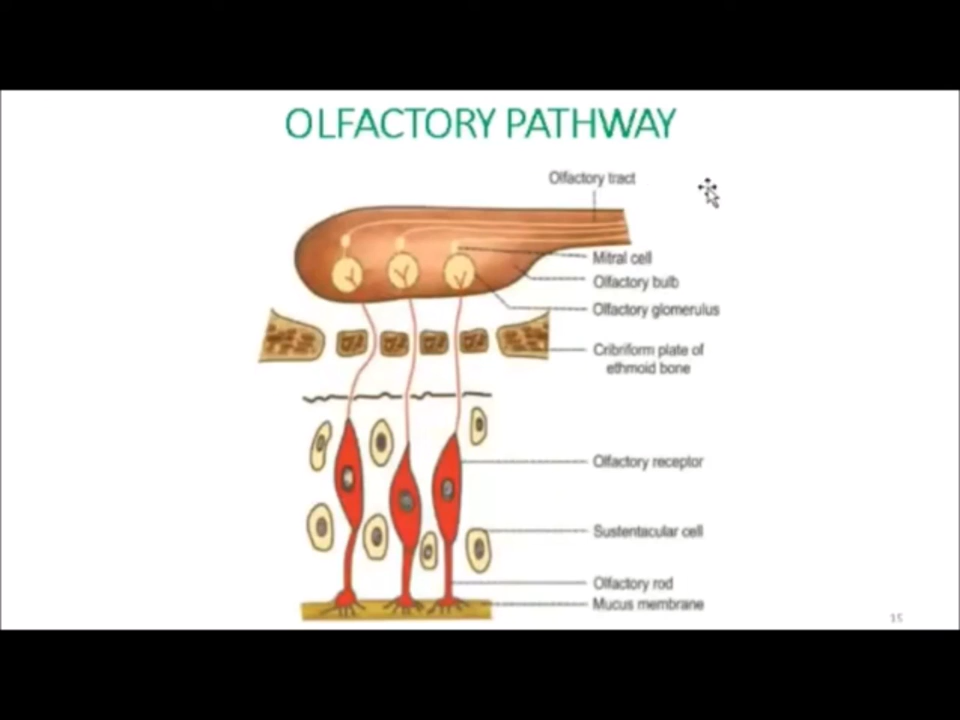 OLFACTORY PATHWAY
Olfactory tract
Mitral cell
Olfactory bulb
Olfactory glomerulus
Cribriform plate of
ethmoid bone
Olfactory receptor
Sustentacular cell
Olfactory rod
Mucus membrane
15